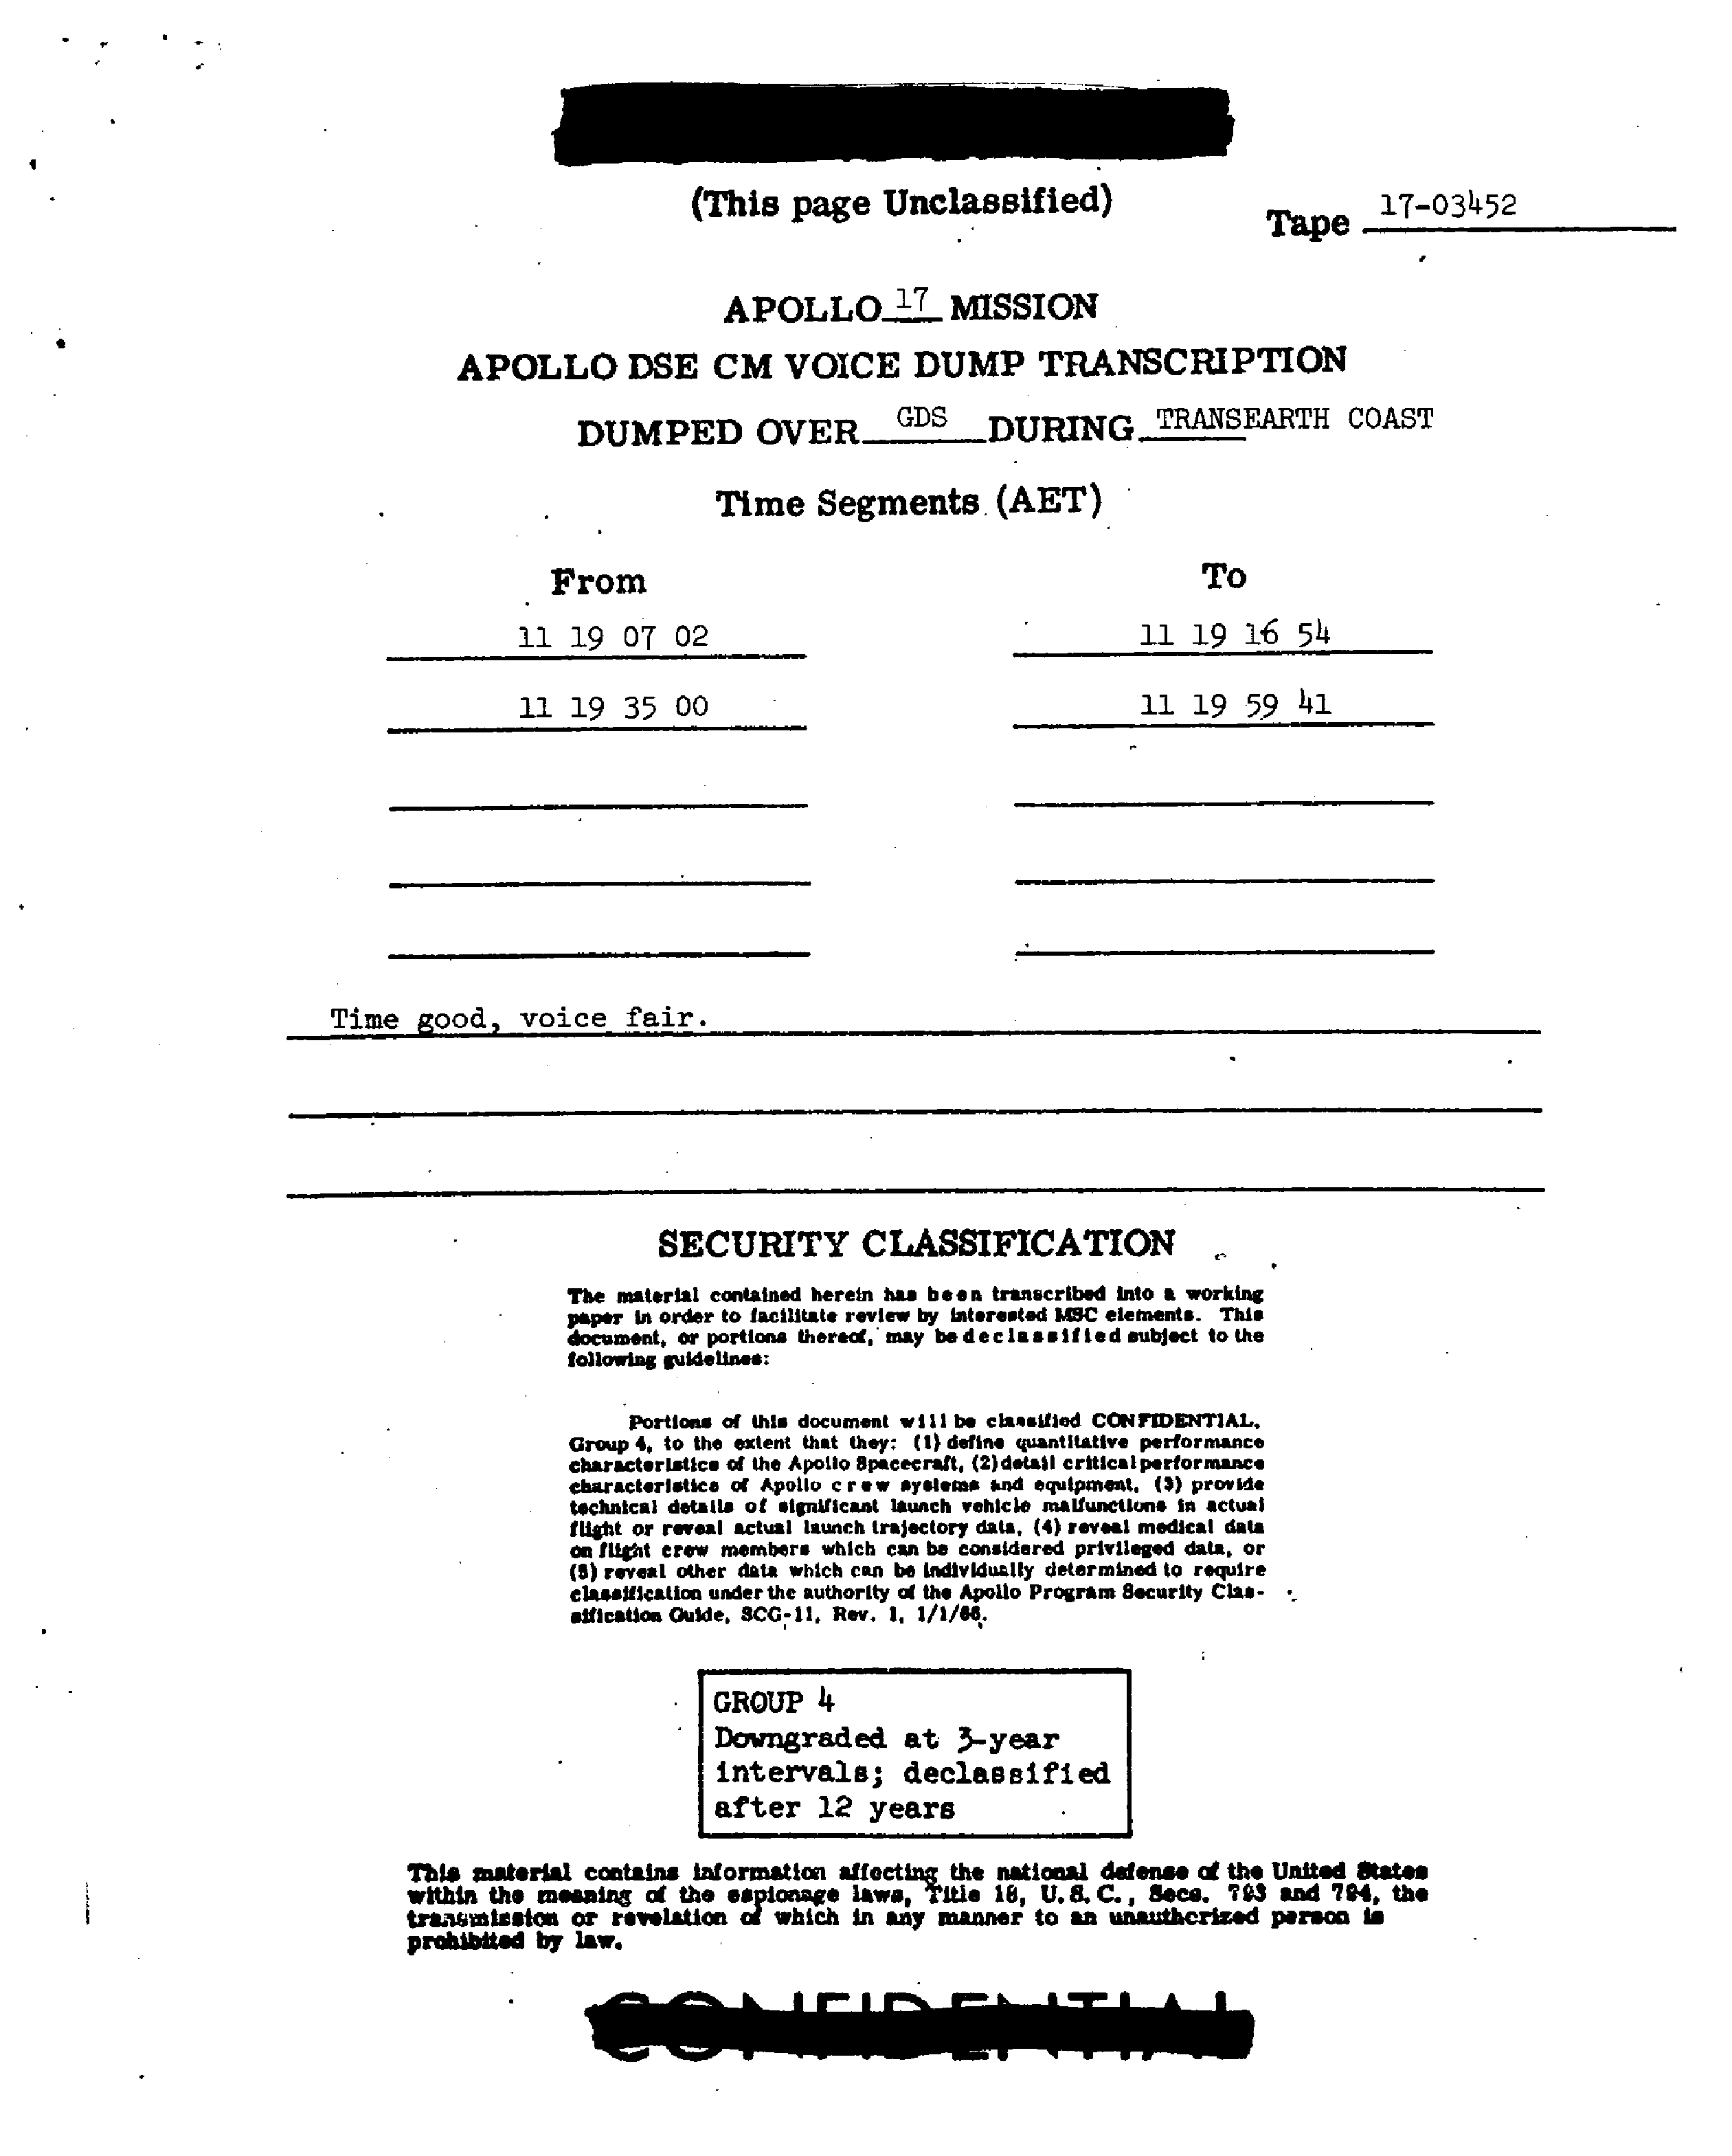 (This page Unclassified)
Tape 17-03452
APOLLO 17 MISSION
APOLLO DSE CM VOICE DUMP TRANSCRIPTION
DUMPED OVER GDS DURING TRANSEARTH COAST
Time Segments (AET)
From To
11 19 07 02 11 19 16 54
11 19 35 00 11 19 59 41
Time good, voice fair.
SECURITY CLASSIFICATION
The material contained herein has been transcribed into a working
paper in order to facilitate review by interested MSC elements. This
document, or portions thereof, may be declassified subject to the
following guidelines:
Portions of this document will be classified CONFIDENTIAL,
Group 4, to the extent that they: (1) define quantitative performance
characteristics of the Apollo Spacecraft, (2) detail critical performance
characteristics of Apollo crew systems and equipment, (3) provide
technical details of significant launch vehicle malfunctions in actual
flight or reveal actual launch trajectory data, (4) reveal medical data
on flight crew members which can be considered privileged data, or
(5) reveal other data which can be individually determined to require
classification under the authority of the Apollo Program Security Clas-
sification Guide, SCG-11, Rev. 1, 1/1/66.
GROUP 4
Downgraded at 3-year
intervals; declassified
after 12 years
This material contains information affecting the national defense of the United States
within the meaning of the espionage laws, Title 18, U.S.C., Secs. 793 and 794, the
transmission or revelation of which in any manner to an unauthorized person is
prohibited by law.
CONFIDENTIAL